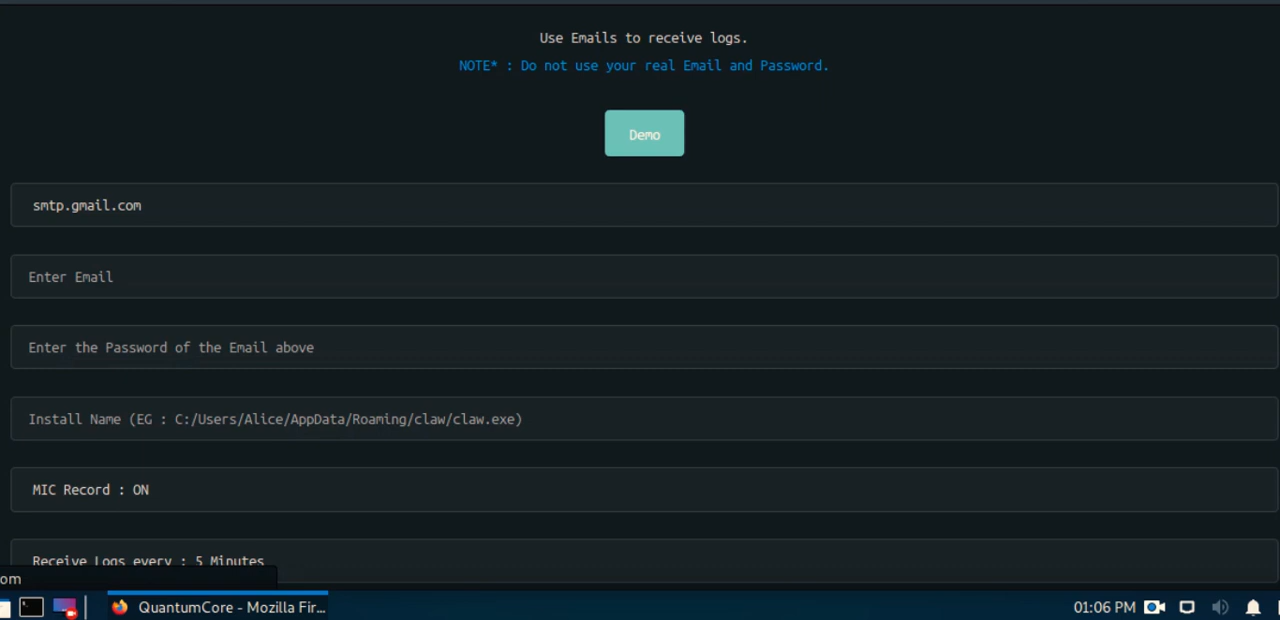 Use Emails to receive logs.
NOTE* : Do not use your real Email and Password.
Demo
smtp.gmail.com
Enter Email
Enter the Password of the Email above
Install Name (EG : C:/Users/Alice/AppData/Roaming/claw/claw.exe)
MIC Record : ON
Receive Logs every : 5 Minutes
om
QuantumCore - Mozilla Fir...
01:06 PM